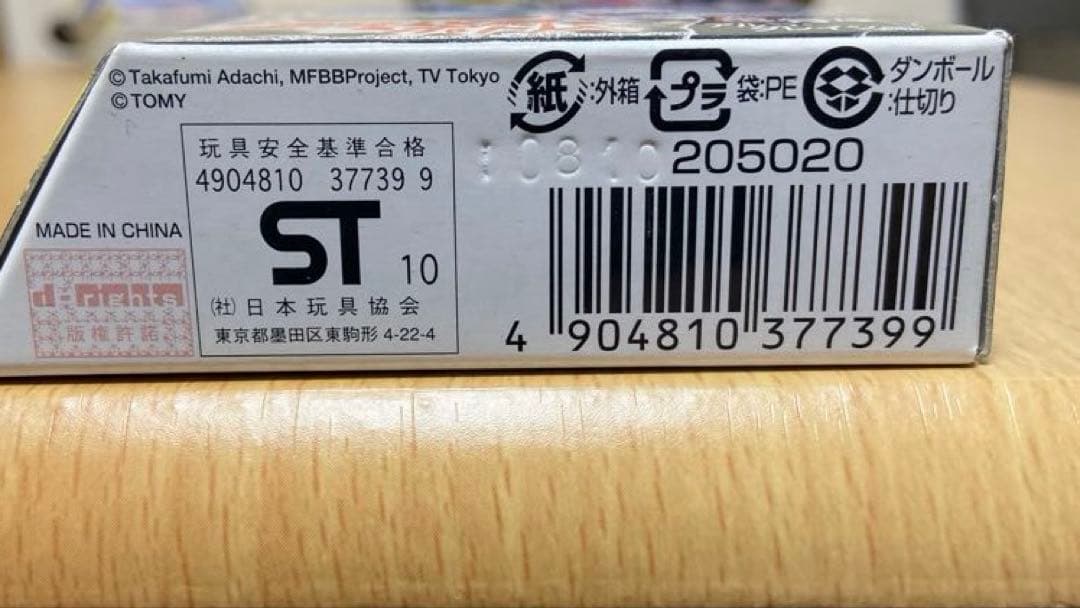 ©Takafumi Adachi, MFBBProject, TV Tokyo
©TOMY
紙 :外箱
プラ 袋:PE
ダンボール
:仕切り
玩具安全基準合格
4904810 37739 9
ST 10
(社)日本玩具協会
東京都墨田区東駒形 4-22-4
MADE IN CHINA
d-rights
版権許諾
0810
205020
4 904810 377399